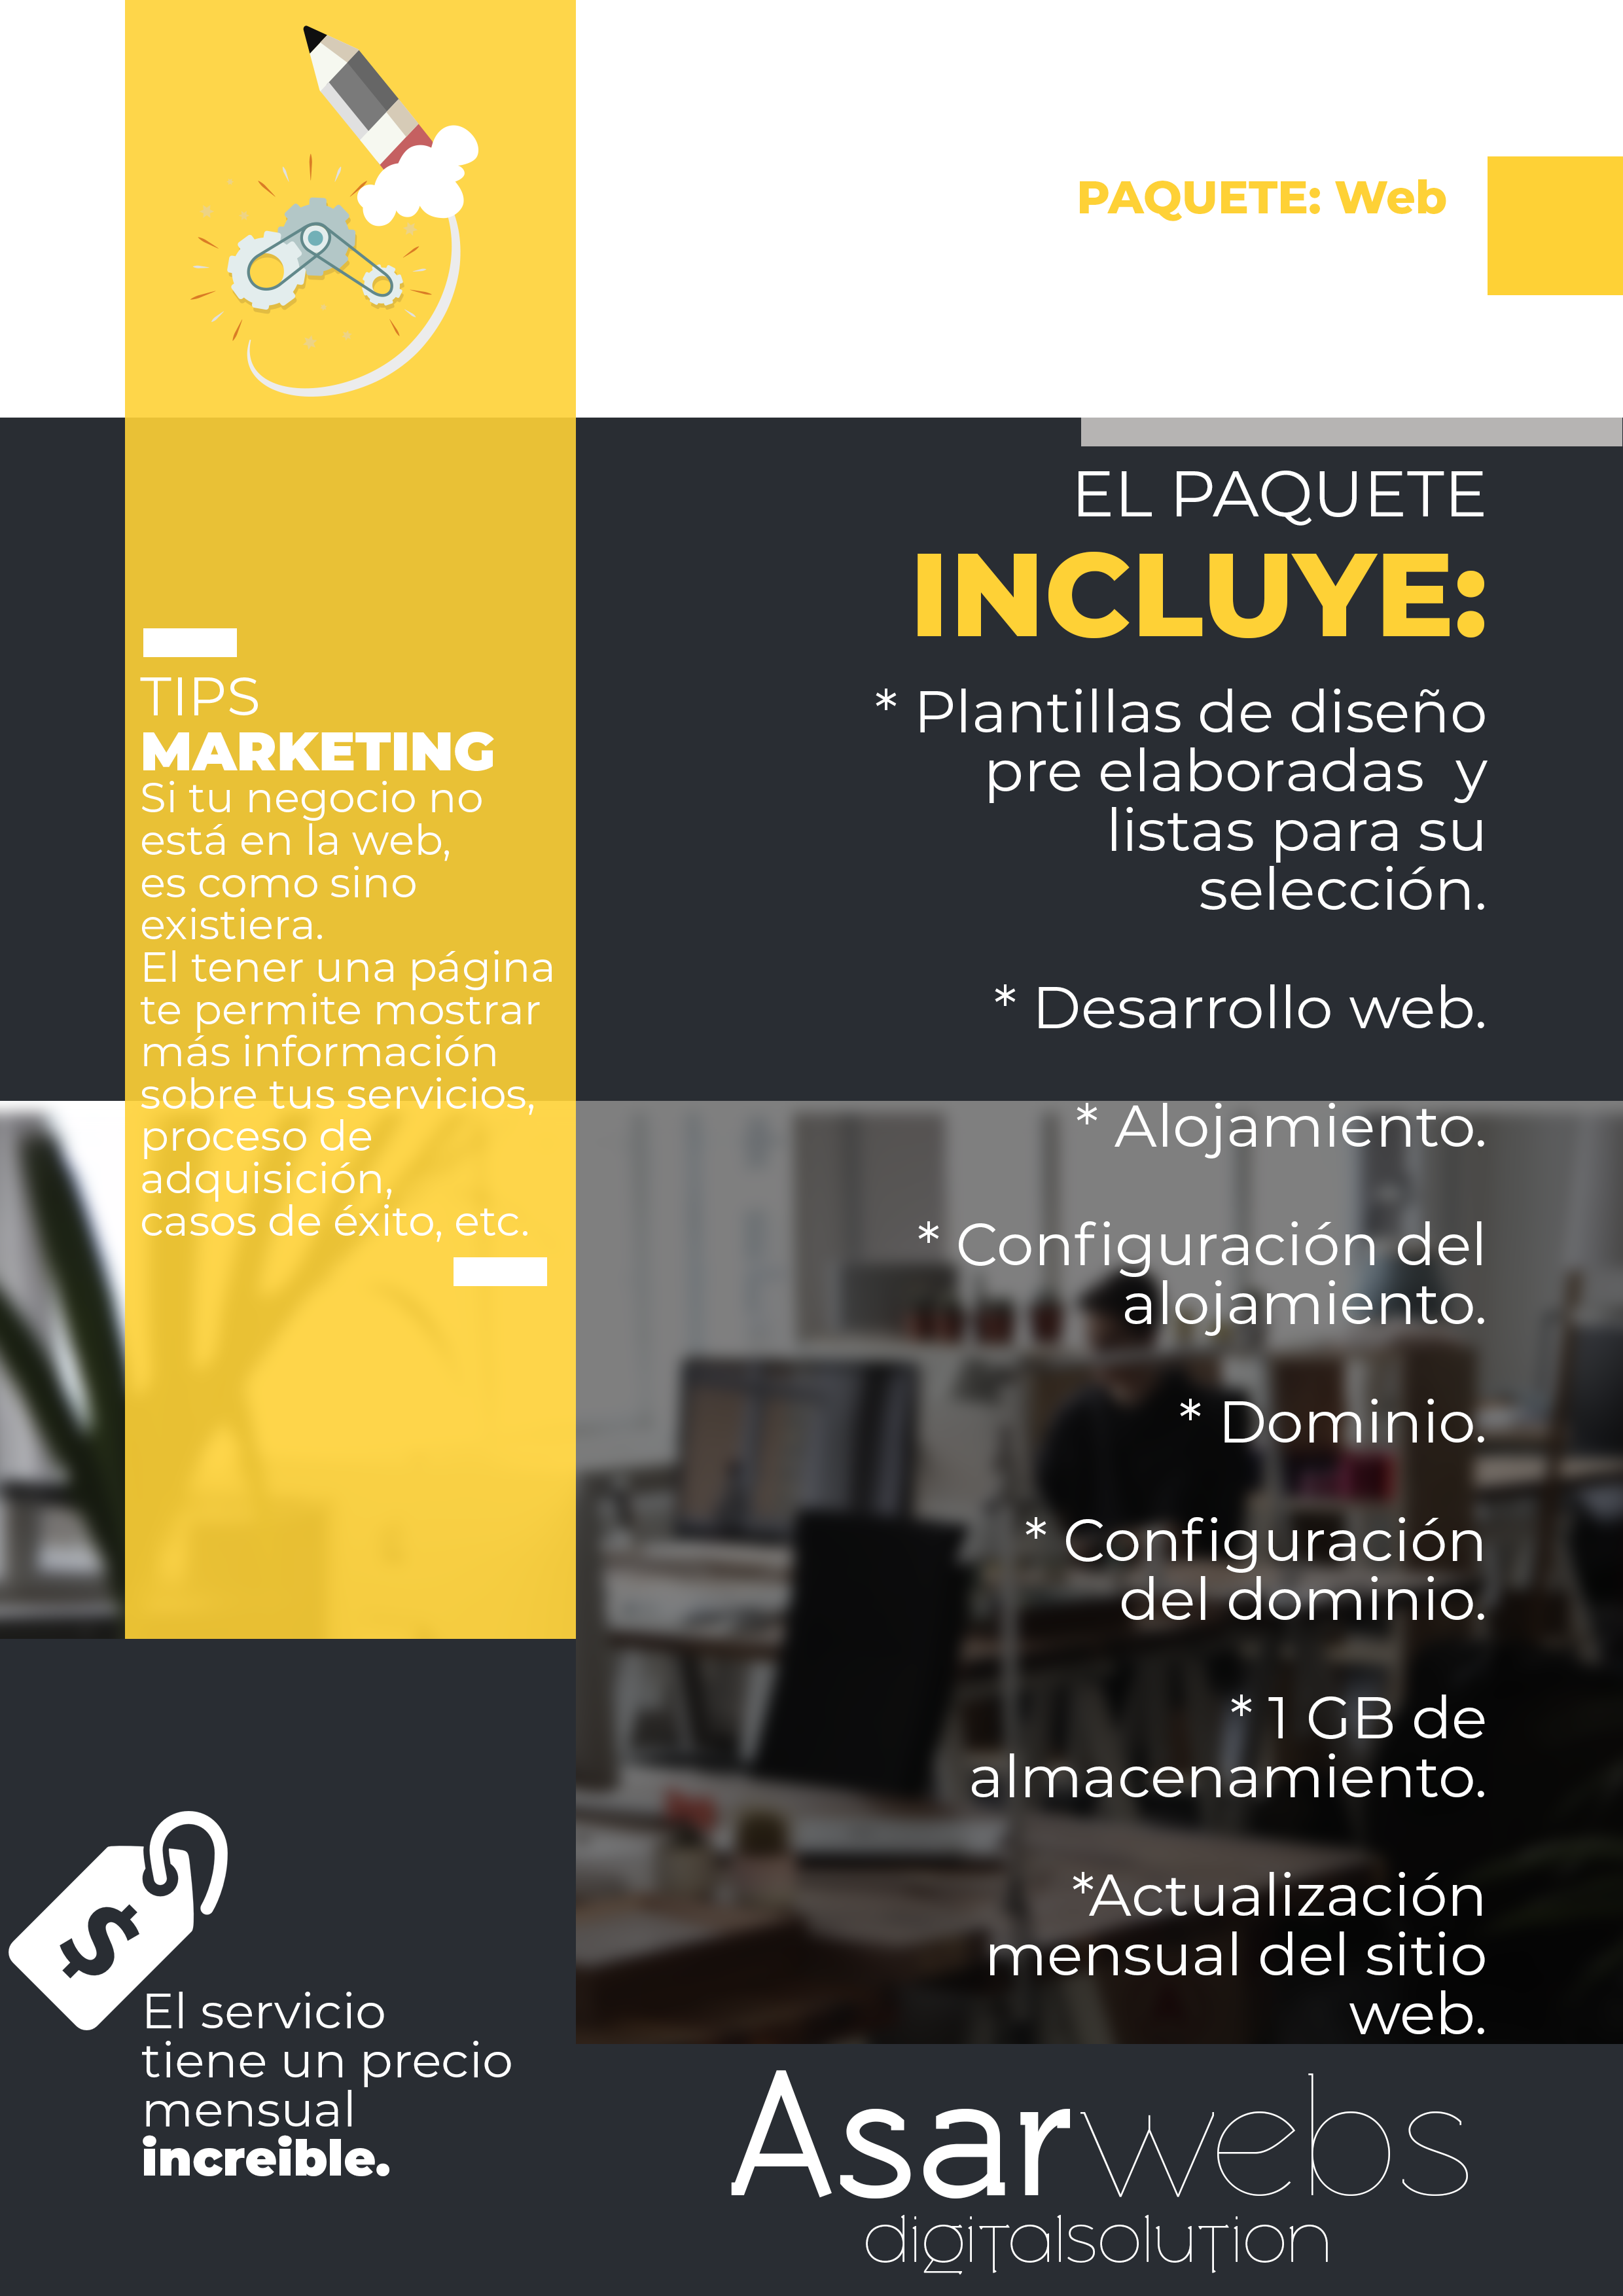 PAQUETE: Web
EL PAQUETE
INCLUYE:
* Plantillas de diseño
pre elaboradas y
listas para su
selección.
* Desarrollo web.
* Alojamiento.
* Configuración del
alojamiento.
* Dominio.
* Configuración
del dominio.
* 1 GB de
almacenamiento.
*Actualización
mensual del sitio
web.
TIPS
MARKETING
Si tu negocio no
está en la web,
es como sino
existiera.
El tener una página
te permite mostrar
más información
sobre tus servicios,
proceso de
adquisición,
casos de éxito, etc.
$
El servicio
tiene un precio
mensual
increible.
Asarwebs
digitalsolution